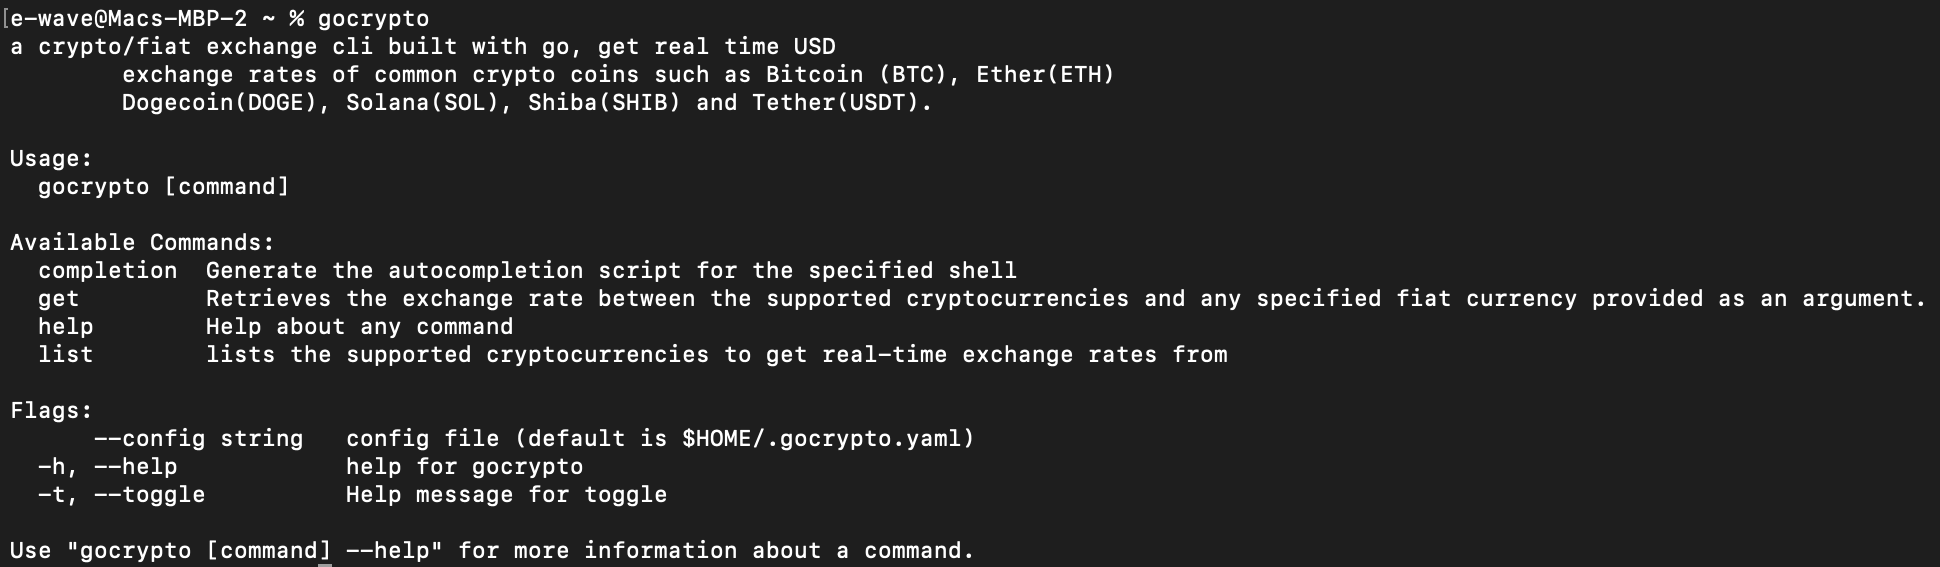 [e-wave@Macs-MBP-2 ~ % gocrypto
a crypto/fiat exchange cli built with go, get real time USD
        exchange rates of common crypto coins such as Bitcoin (BTC), Ether(ETH)
        Dogecoin(DOGE), Solana(SOL), Shiba(SHIB) and Tether(USDT).

Usage:
  gocrypto [command]

Available Commands:
  completion  Generate the autocompletion script for the specified shell
  get         Retrieves the exchange rate between the supported cryptocurrencies and any specified fiat currency provided as an argument.
  help        Help about any command
  list        lists the supported cryptocurrencies to get real-time exchange rates from

Flags:
      --config string   config file (default is $HOME/.gocrypto.yaml)
  -h, --help            help for gocrypto
  -t, --toggle          Help message for toggle

Use "gocrypto [command] --help" for more information about a command.